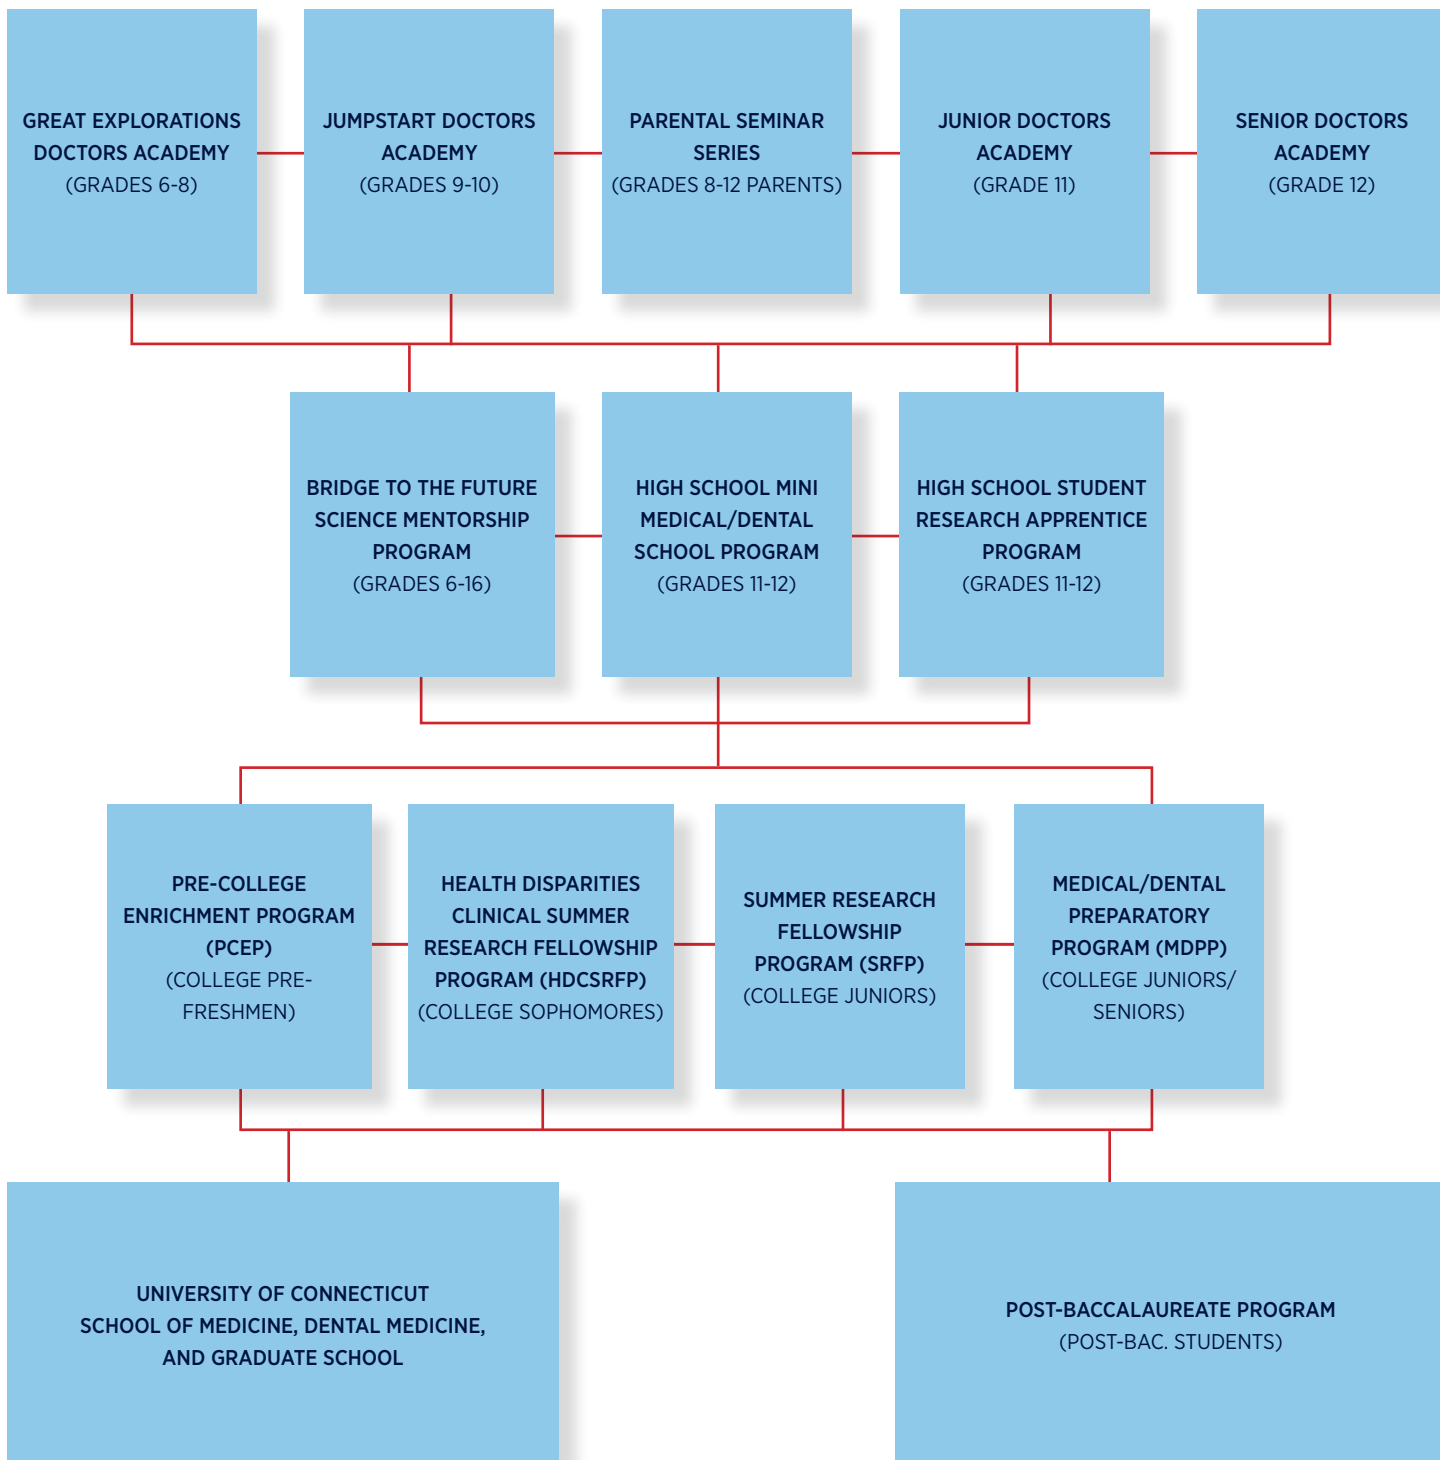 GREAT EXPLORATIONS
DOCTORS ACADEMY
(GRADES 6-8)
JUMPSTART DOCTORS
ACADEMY
(GRADES 9-10)
PARENTAL SEMINAR
SERIES
(GRADES 8-12 PARENTS)
JUNIOR DOCTORS
ACADEMY
(GRADE 11)
SENIOR DOCTORS
ACADEMY
(GRADE 12)
BRIDGE TO THE FUTURE
SCIENCE MENTORSHIP
PROGRAM
(GRADES 6-16)
HIGH SCHOOL MINI
MEDICAL/DENTAL
SCHOOL PROGRAM
(GRADES 11-12)
HIGH SCHOOL STUDENT
RESEARCH APPRENTICE
PROGRAM
(GRADES 11-12)
PRE-COLLEGE
ENRICHMENT PROGRAM
(PCEP)
(COLLEGE PRE-
FRESHMEN)
HEALTH DISPARITIES
CLINICAL SUMMER
RESEARCH FELLOWSHIP
PROGRAM (HDCSRFP)
(COLLEGE SOPHOMORES)
SUMMER RESEARCH
FELLOWSHIP
PROGRAM (SRFP)
(COLLEGE JUNIORS)
MEDICAL/DENTAL
PREPARATORY
PROGRAM (MDPP)
(COLLEGE JUNIORS/
SENIORS)
UNIVERSITY OF CONNECTICUT
SCHOOL OF MEDICINE, DENTAL MEDICINE,
AND GRADUATE SCHOOL
POST-BACCALAUREATE PROGRAM
(POST-BAC. STUDENTS)